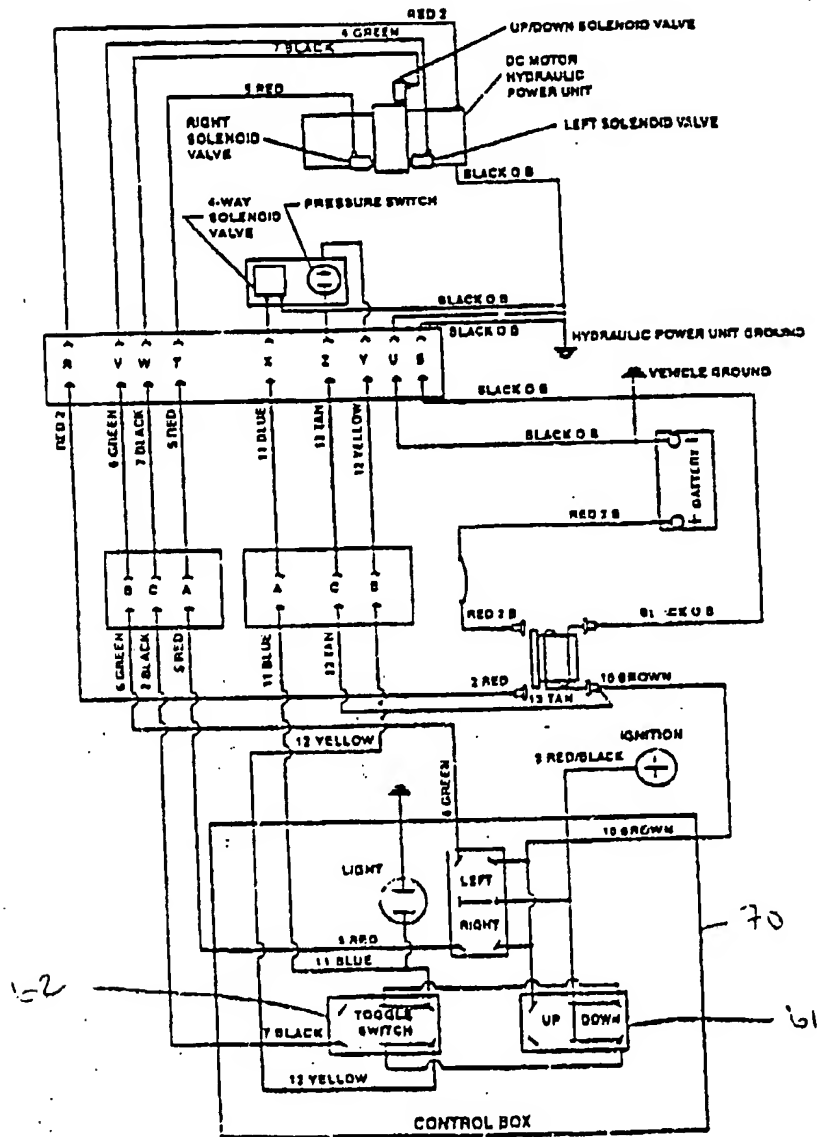 RED 2
6 GREEN
7 BLACK
UP/DOWN SOLENOID VALVE
DC MOTOR
HYDRAULIC
POWER UNIT
5 RED
RIGHT
SOLENOID
VALVE
LEFT SOLENOID VALVE
BLACK 0 B
4-WAY
SOLENOID
VALVE
PRESSURE SWITCH
BLACK 0 B
BLACK 0 B
HYDRAULIC POWER UNIT GROUND
R V W T X Z Y U S
VEHICLE GROUND
BLACK 0 B
RED 2
6 GREEN
7 BLACK
5 RED
11 BLUE
13 TAN
12 YELLOW
BLACK 0 B
BATTERY
- +
RED 2 B
B C A A C B
RED 2 B
BLACK 0 B
6 GREEN
7 BLACK
5 RED
11 BLUE
13 TAN
2 RED
10 BROWN
13 TAN
12 YELLOW
IGNITION
RED/BLACK
6 GREEN
10 BROWN
LIGHT
LEFT
RIGHT
70
5 RED
11 BLUE
62
TOGGLE
SWITCH
UP DOWN
61
7 BLACK
12 YELLOW
CONTROL BOX